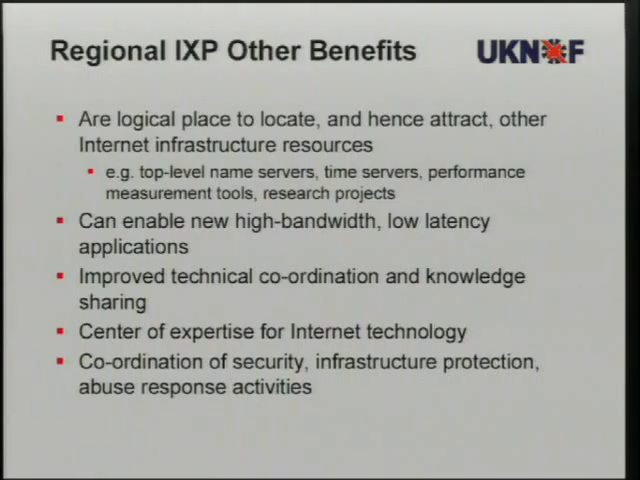 Regional IXP Other Benefits
UKNOF
Are logical place to locate, and hence attract, other
Internet infrastructure resources
e.g. top-level name servers, time servers, performance
measurement tools, research projects
Can enable new high-bandwidth, low latency
applications
Improved technical co-ordination and knowledge
sharing
Center of expertise for Internet technology
Co-ordination of security, infrastructure protection,
abuse response activities